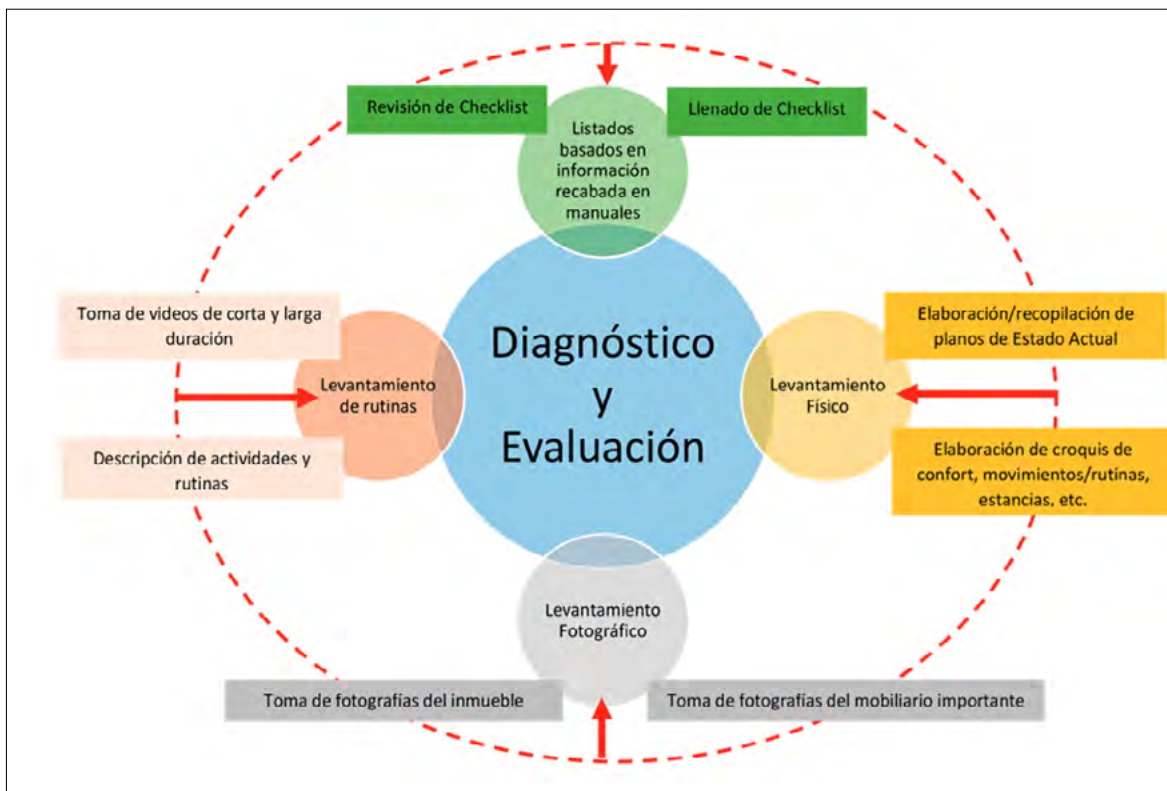 Revisión de Checklist
Llenado de Checklist
Listados
basados en
información
recabada en
manuales
Toma de videos de corta y larga
duración
Levantamiento
de rutinas
Descripción de actividades y
rutinas
Diagnóstico
y
Evaluación
Elaboración/recopilación de
planos de Estado Actual
Levantamiento
Físico
Elaboración de croquis de
confort, movimientos/rutinas,
estancias, etc.
Levantamiento
Fotográfico
Toma de fotografías del inmueble
Toma de fotografías del mobiliario importante